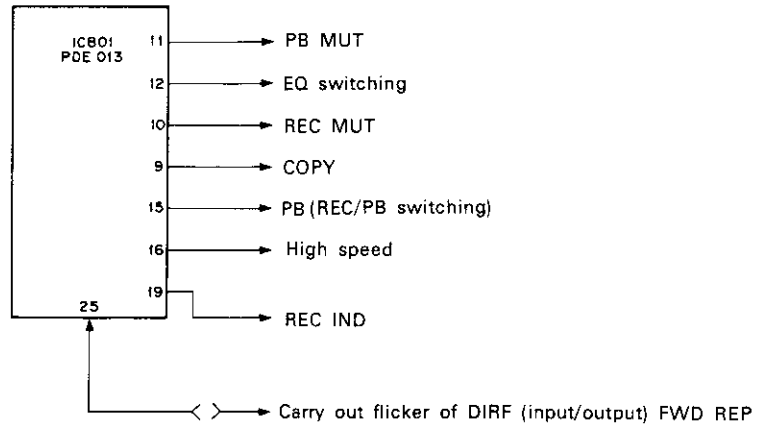 IC801
PDE 013
11 PB MUT
12 EQ switching
10 REC MUT
9 COPY
15 PB (REC/PB switching)
16 High speed
19
REC IND
25
Carry out flicker of DIRF (input/output) FWD REP